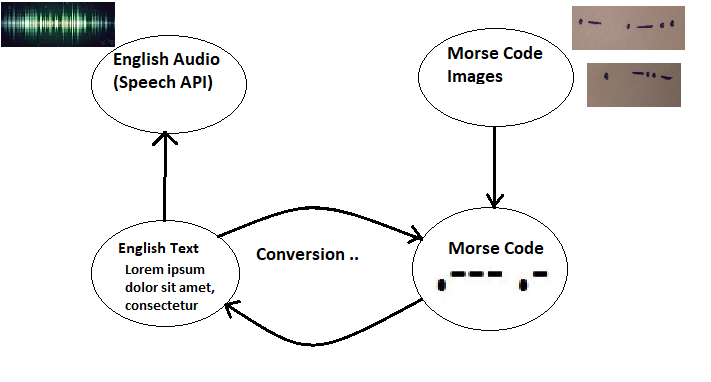 English Audio
(Speech API)
Morse Code
Images
English Text
Lorem ipsum
dolor sit amet,
consectetur
Conversion ..
Morse Code
.--- .-